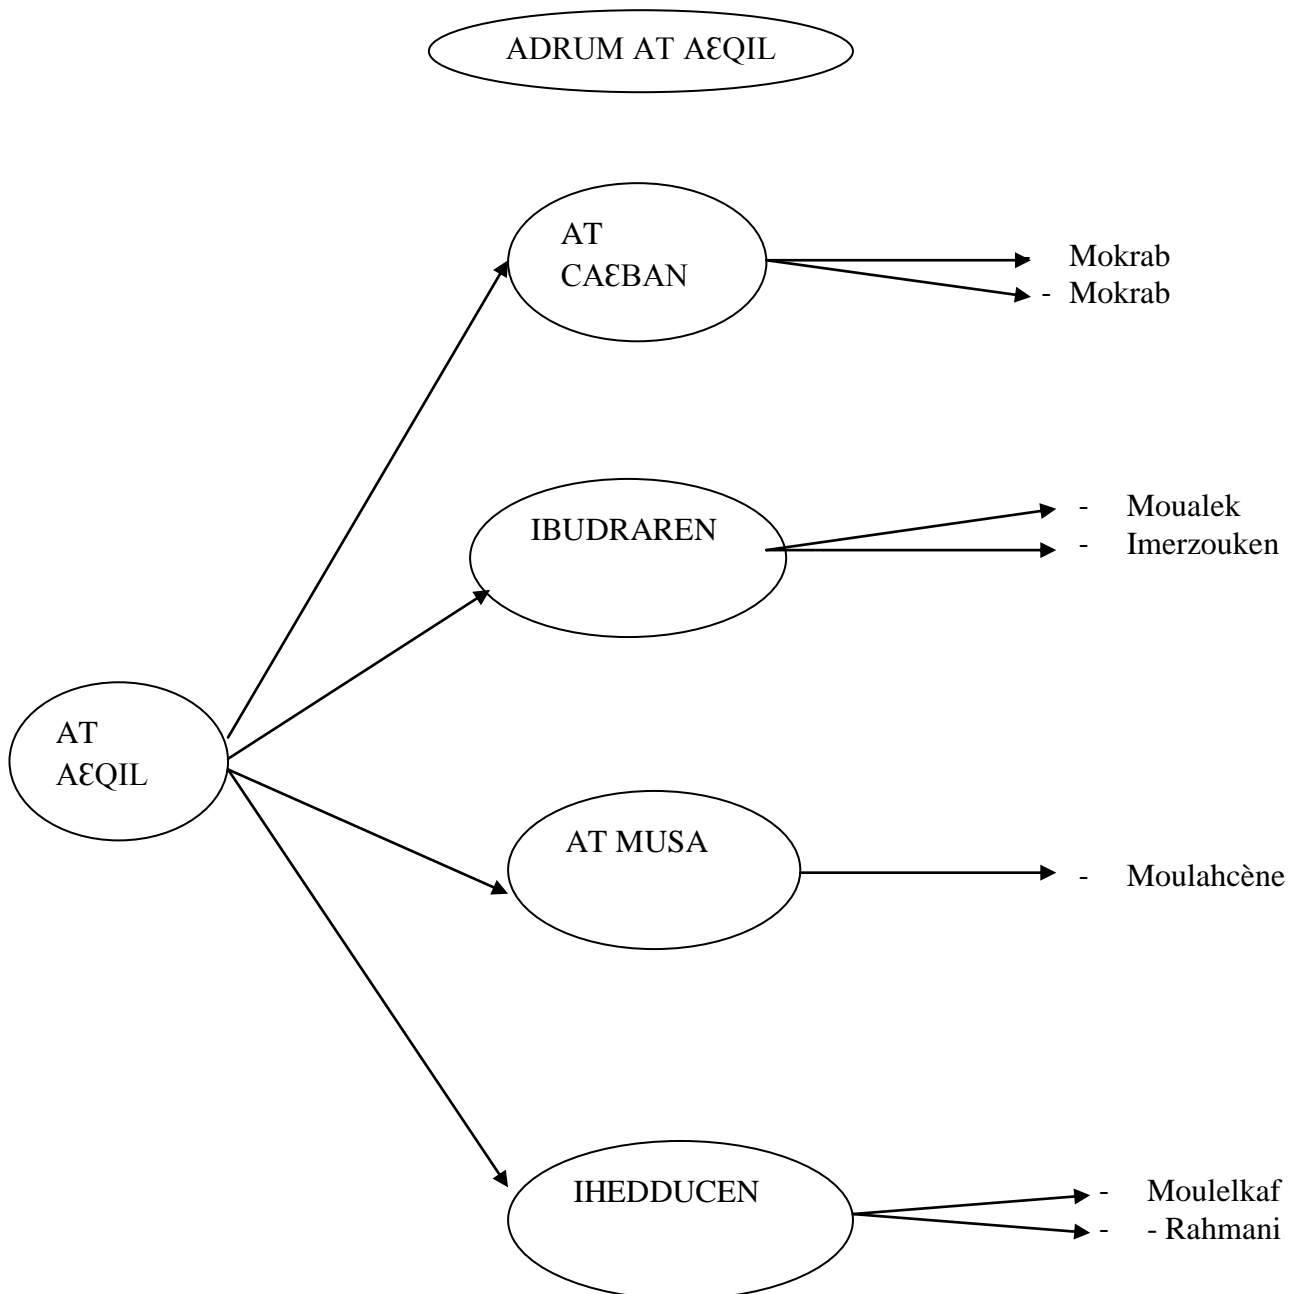 ADRUM AT AƐQIL
AT
CAƐBAN
Mokrab
- Mokrab
IBUDRAREN
- Moualek
- Imerzouken
AT
AƐQIL
AT MUSA
- Moulahcène
IHEDDUCEN
- Moulelkaf
- - Rahmani